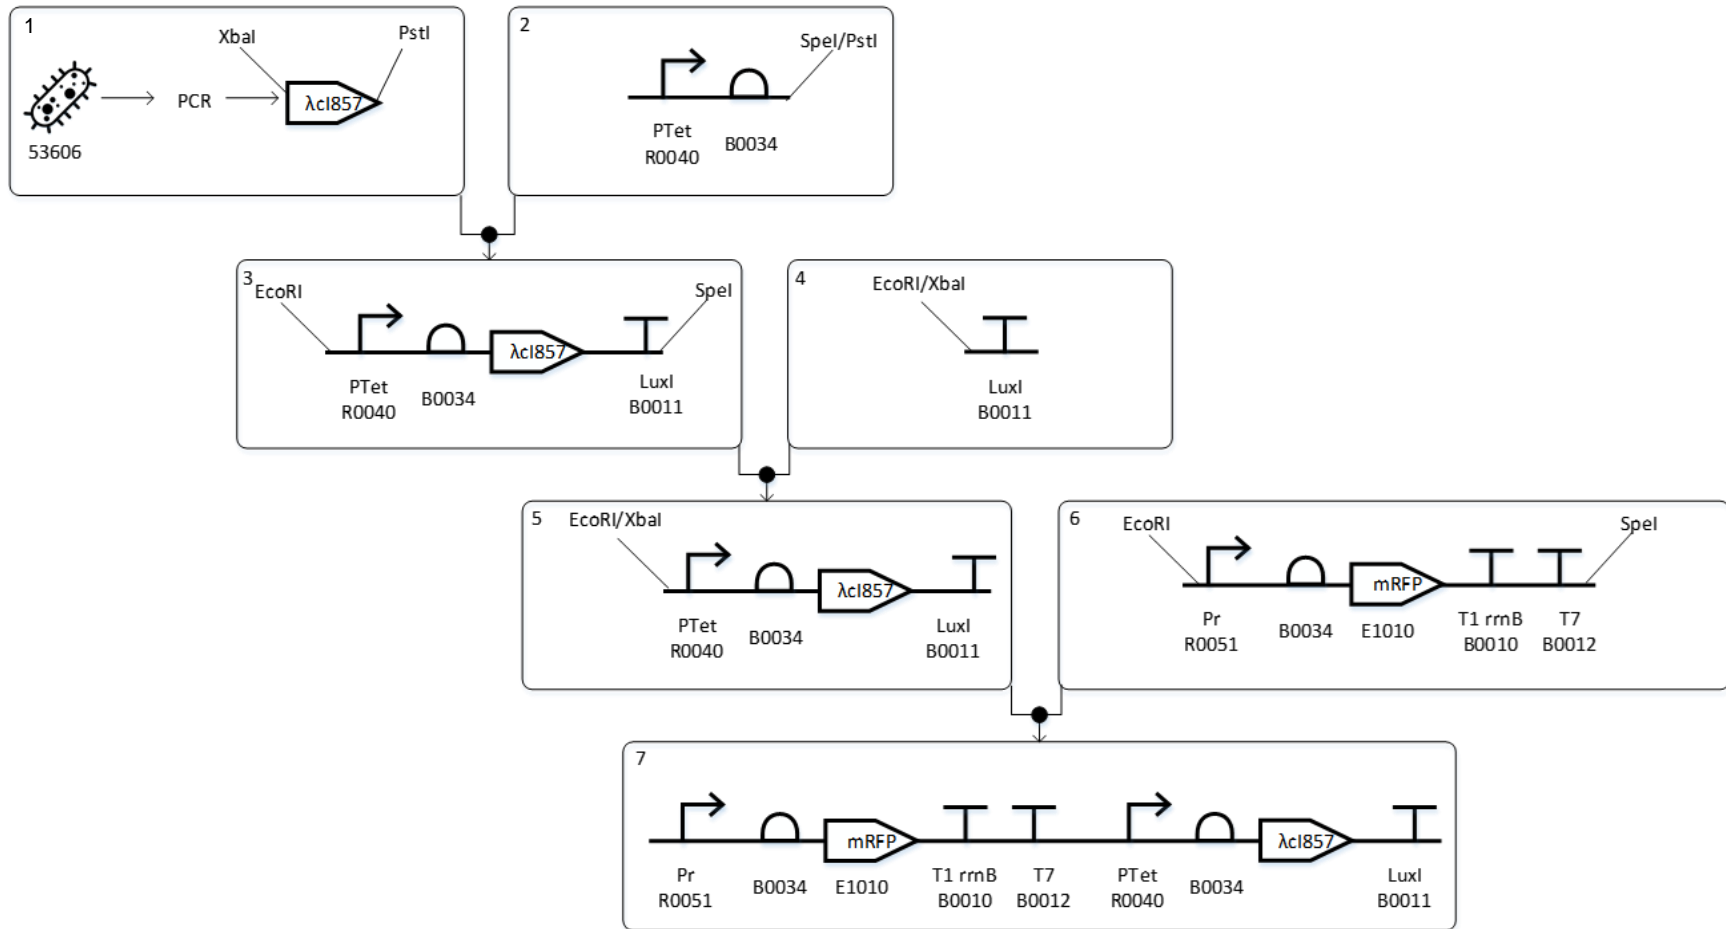 1
XbaI
PstI
53606
PCR
λcI857
2
SpeI/PstI
PTet
R0040
B0034
3
EcoRI
SpeI
λcI857
PTet
R0040
B0034
LuxI
B0011
4
EcoRI/XbaI
LuxI
B0011
5
EcoRI/XbaI
λcI857
PTet
R0040
B0034
LuxI
B0011
6
EcoRI
SpeI
mRFP
Pr
R0051
B0034
E1010
T1 rrnB
B0010
T7
B0012
7
mRFP
λcI857
Pr
R0051
B0034
E1010
T1 rrnB
B0010
T7
B0012
PTet
R0040
B0034
LuxI
B0011